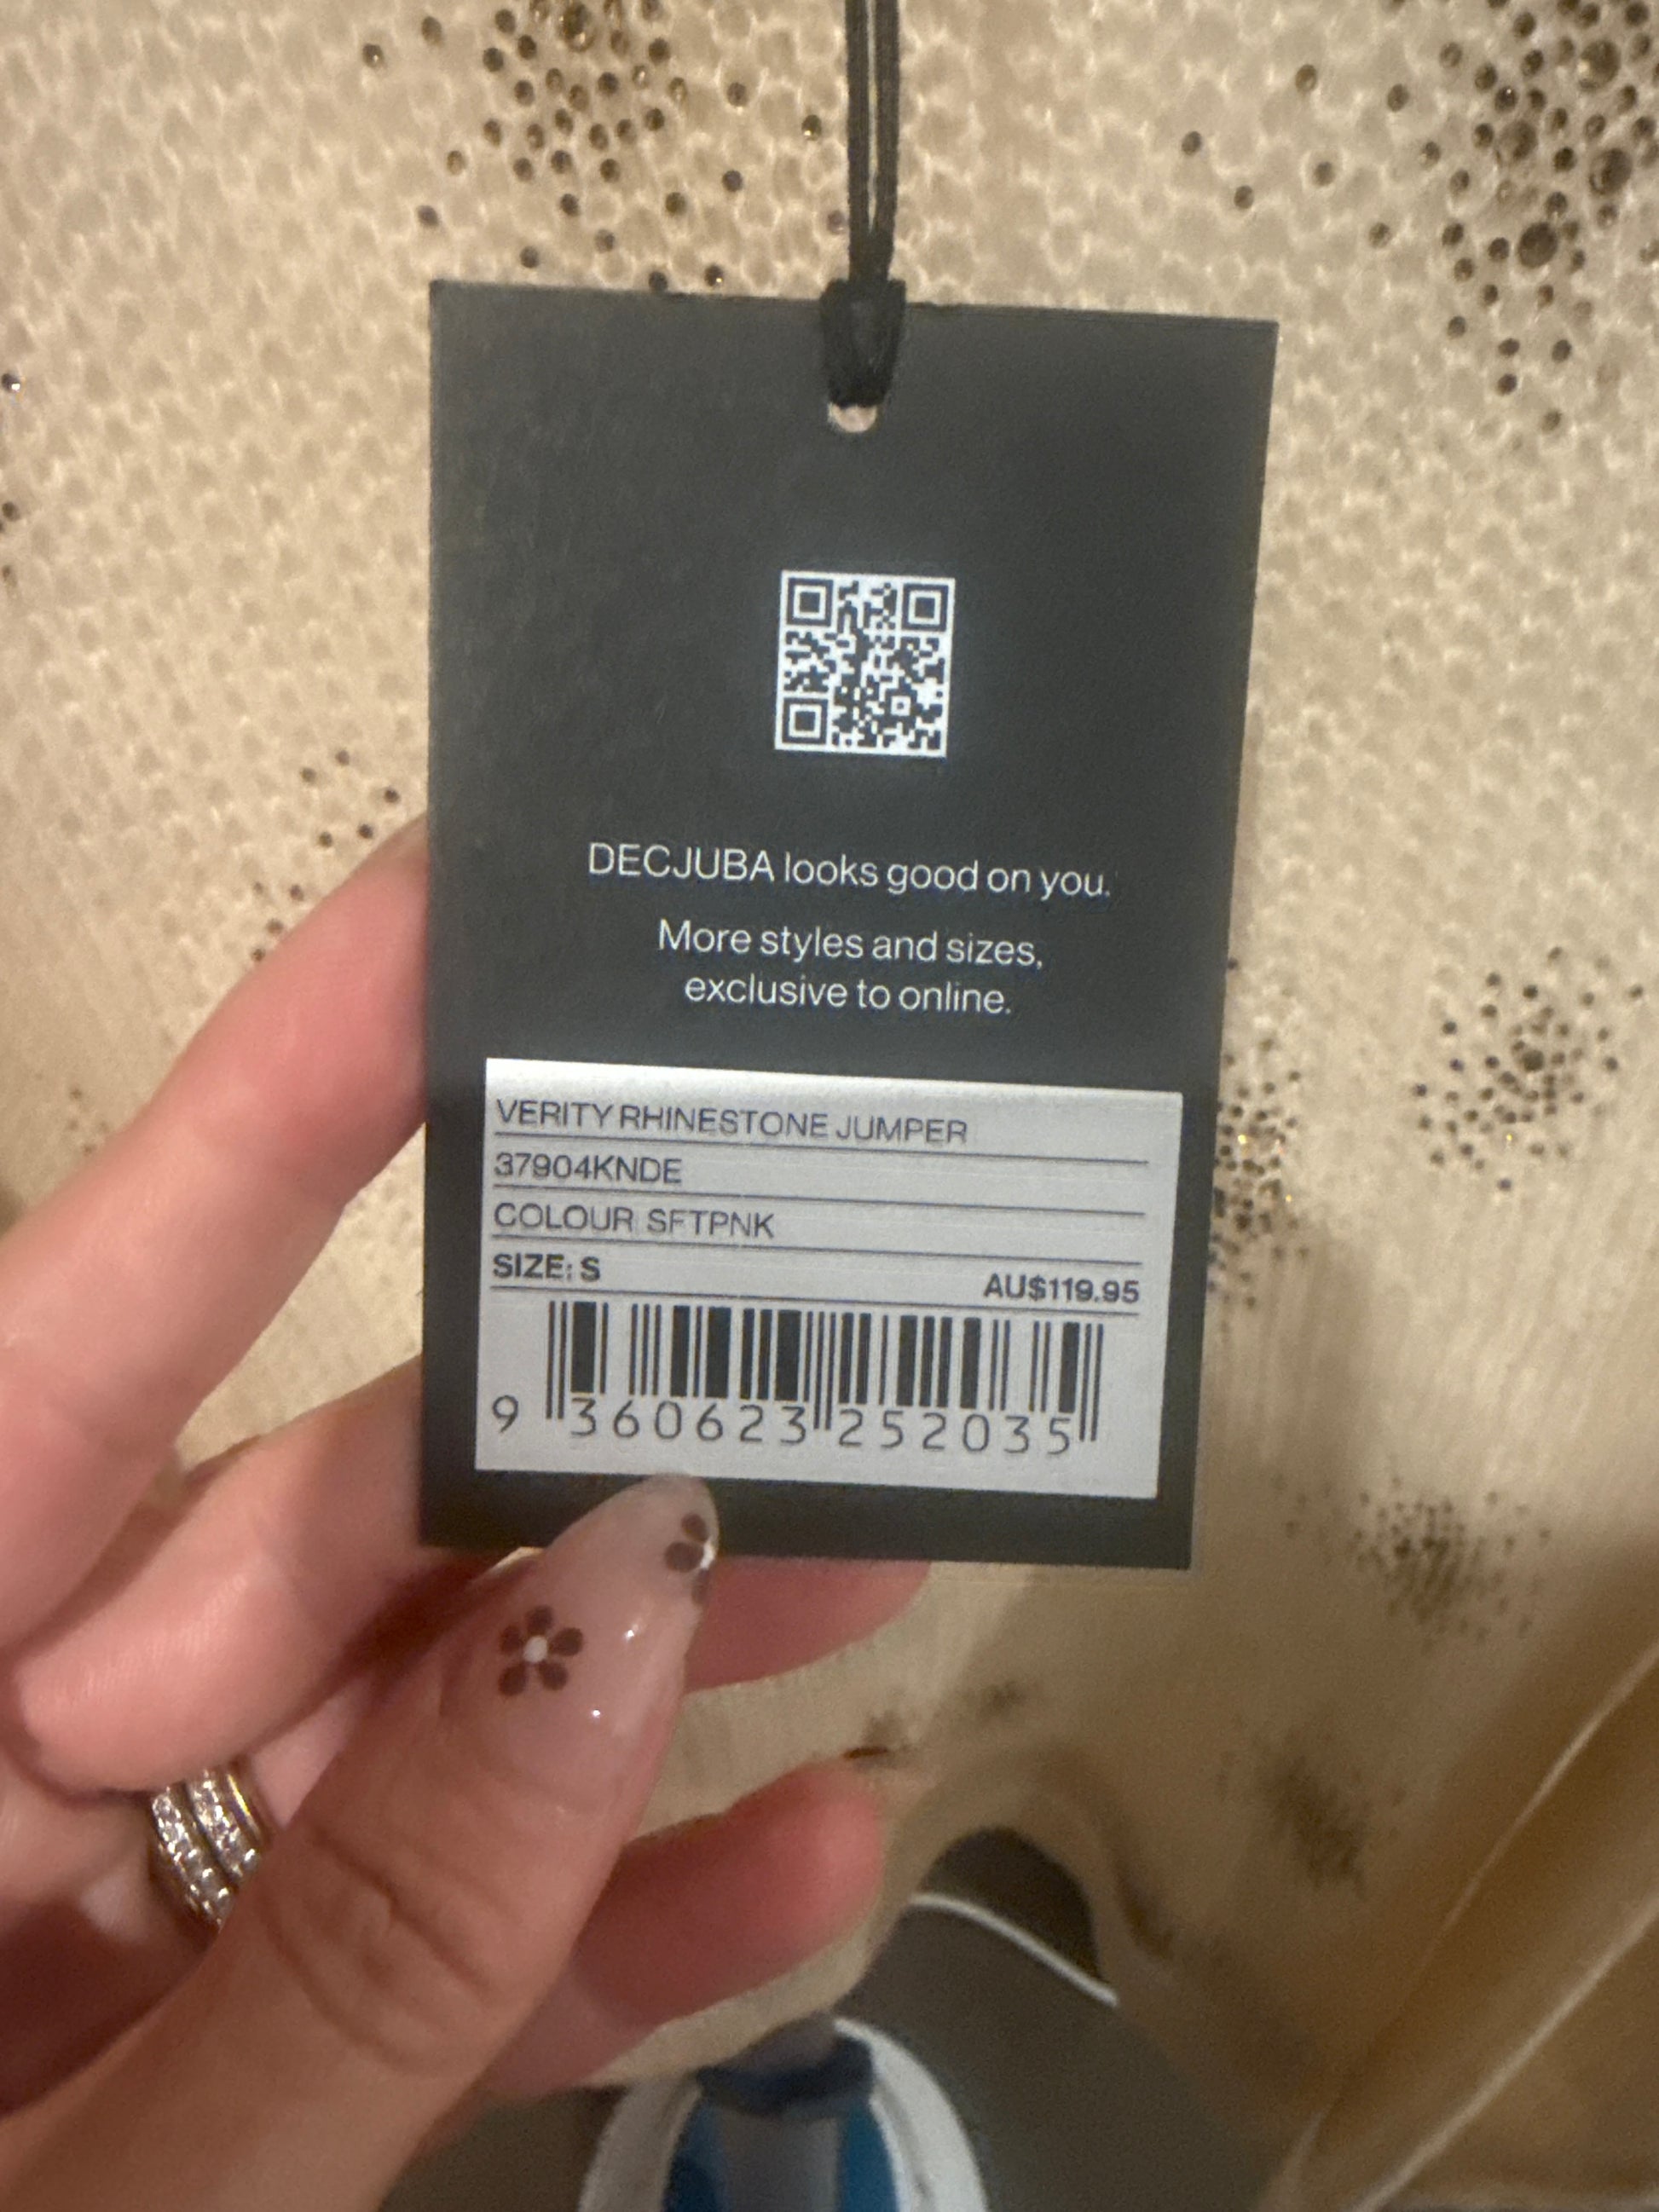 DECJUBA looks good on you.
More styles and sizes,
exclusive to online.
VERITY RHINESTONE JUMPER
37904KNDE
COLOUR: SFTPNK
SIZE: S
AU$119.95
9 360623 252035